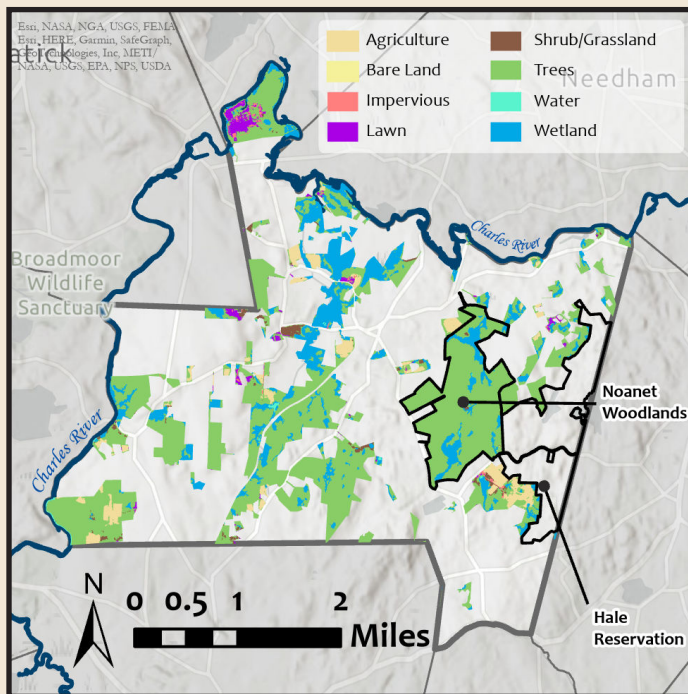 Esri, NASA, NGA, USGS, FEMA
Esri, HERE, Garmin, SafeGraph,
GeoTechnologies, Inc, METI/
NASA, USGS, EPA, NPS, USDA
atick
Agriculture
Bare Land
Impervious
Lawn
Shrub/Grassland
Trees
Water
Wetland
Needham
Charles River
Broadmoor
Wildlife
Sanctuary
Charles River
Noanet
Woodlands
Hale
Reservation
N
0 0.5 1 2
Miles